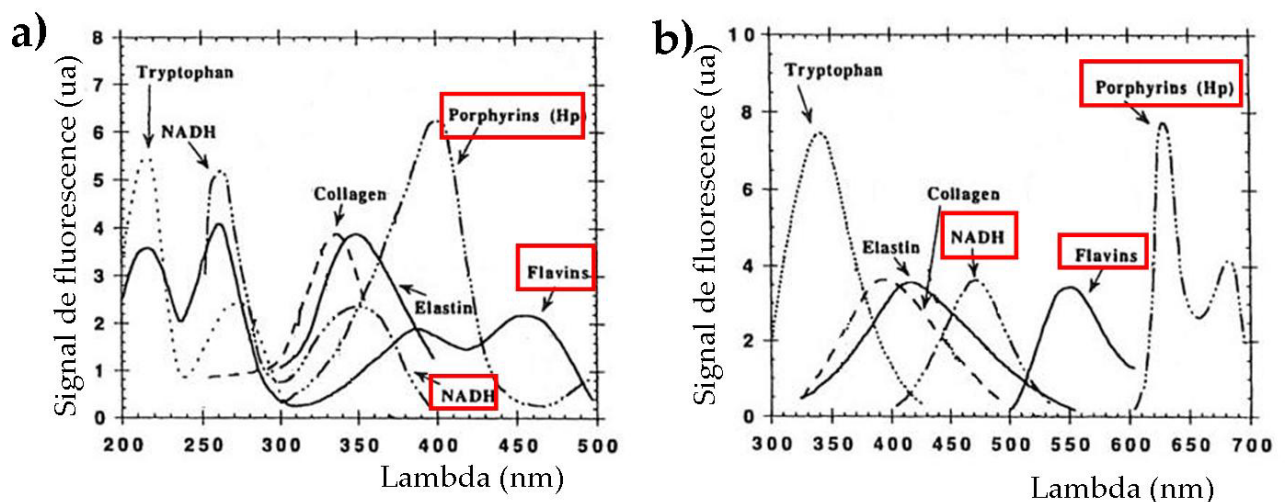 a)
Signal de fluorescence (ua)
8
7
6
5
4
3
2
1
0
Tryptophan
NADH
Porphyrins (Hp)
Collagen
Flavins
Elastin
NADH
200 250 300 350 400 450 500
Lambda (nm)
b)
Signal de fluorescence (ua)
10
8
6
4
2
0
Tryptophan
Porphyrins (Hp)
Collagen
NADH
Elastin
Flavins
300 350 400 450 500 550 600 650 700
Lambda (nm)